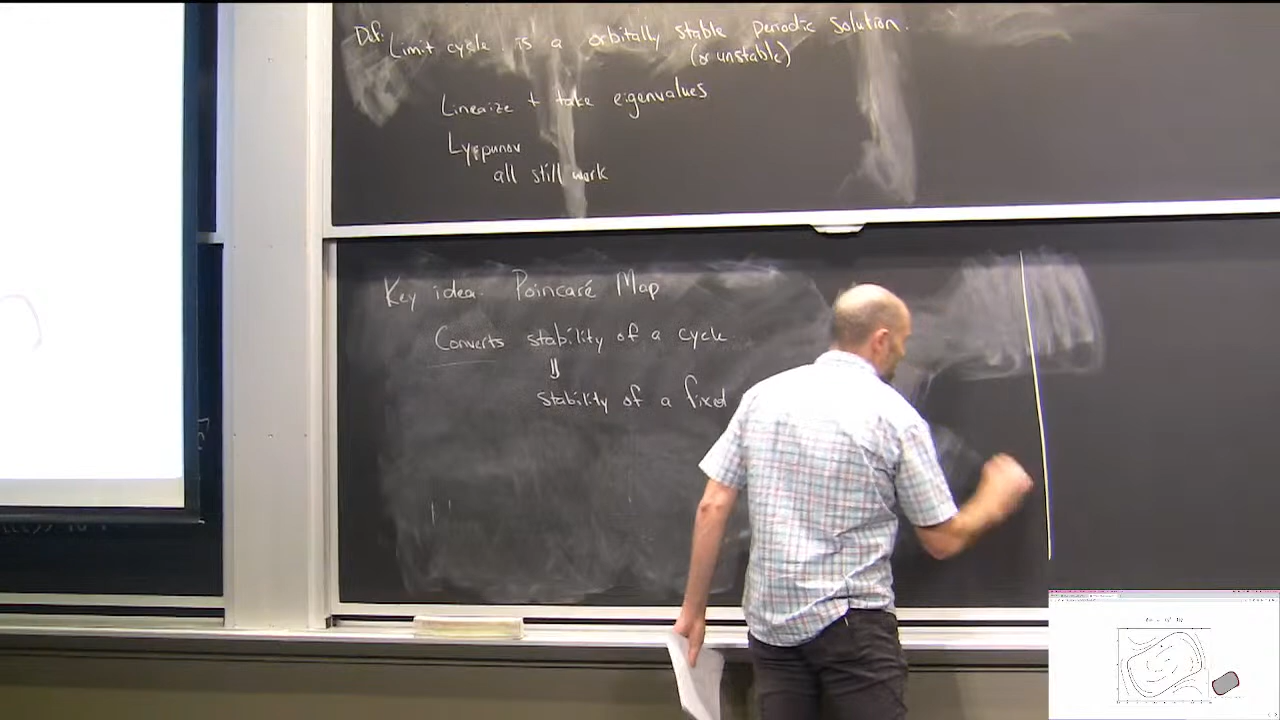 Def: Limit cycle is a orbitally stable periodic solution.
(or unstable)
Linearize + take eigenvalues
Lyapunov
all still work
Key idea. Poincaré Map
Converts stability of a cycle
⇓
stability of a fixed